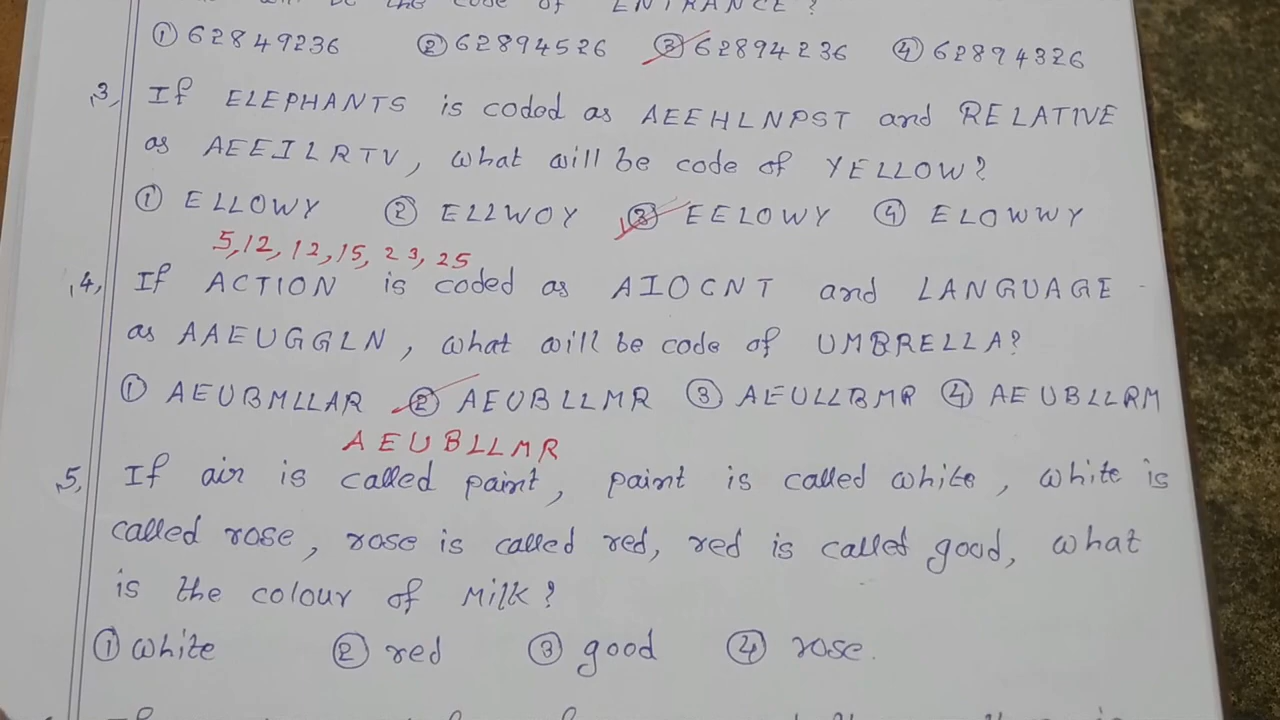 be the code of ENTRANCE?
① 62849236 ② 62894526 ③ 62894236 ④ 62894326
3, If ELEPHANTS is coded as AEEHLNPST and RELATIVE
as AEEILRTV, what will be code of YELLOW?
① ELLOWY ② ELLWOY ③ EELOWY ④ ELOWWY
5,12,12,15,23,25
4, If ACTION is coded as AIOCNT and LANGUAGE
as AAEUGGLN, what will be code of UMBRELLA?
① AEUBMLLAR ② AEUBLLMR ③ AEULLBMR ④ AEUBLLRM
AEUBLLMR
5, If air is called paint, paint is called white, white is
called rose, rose is called red, red is called good, what
is the colour of Milk?
① white ② red ③ good ④ rose.